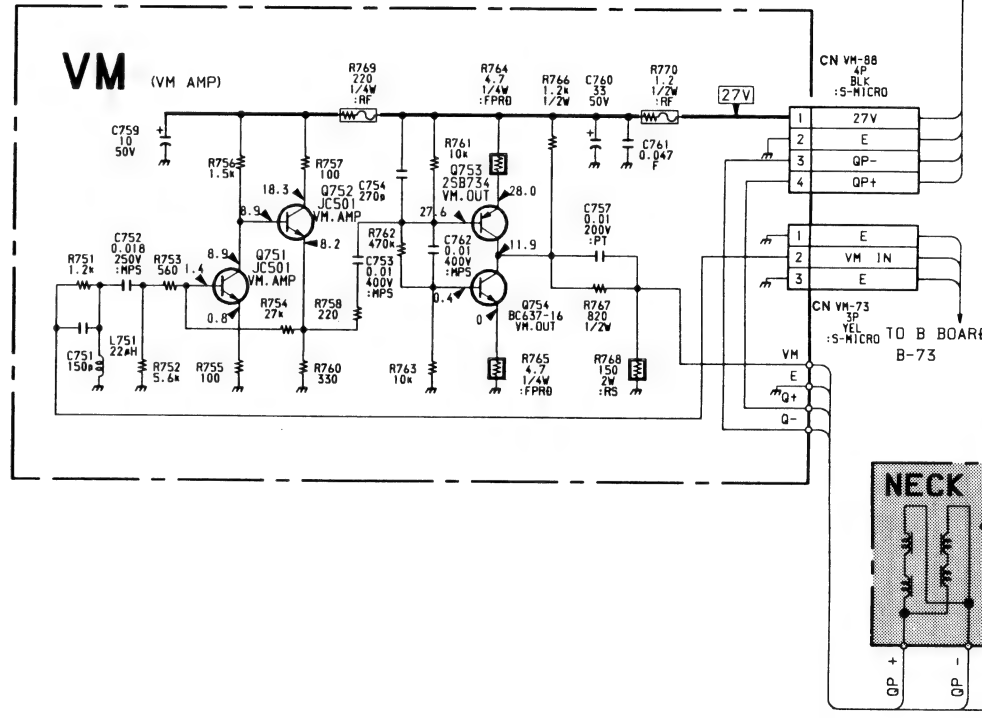 VM (VM AMP)
R769
220
1/4W
:RF
R764
4.7
1/4W
:FPRD
R766
1.2k
1/2W
C760
33
50V
R770
1.2
1/2W
:RF
27V
CN VM-88
4P
BLK
:S-MICRO
1 27V
2 E
3 QP-
4 QP+
C759
10
50V
+
R756
1.5k
R757
100
C754
270p
R761
10k
Q753
2SB734
VM.OUT
+
C761
0.047
F
18.3
Q752
JC501
VM.AMP
28.0
8.9
8.2
27.6
R762
470k
C762
0.01
400V
:MPS
11.9
C757
0.01
200V
:PT
1 E
2 VM IN
3 E
CN VM-73
3P
YEL
:S-MICRO
TO B BOARD
B-73
R751
1.2k
C752
0.018
250V
:MPS
R753
560
1.4
8.9
Q751
JC501
VM.AMP
0.8
C753
0.01
400V
:MPS
R754
27k
R758
220
0.4
0
Q754
BC637-16
VM.OUT
R767
820
1/2W
C751
150p
L751
22μH
R752
5.6k
R755
100
R760
330
R763
10k
R765
4.7
1/4W
:FPRD
R768
150
2W
:RS
VM
E
Q+
Q-
NECK
QP +
QP -